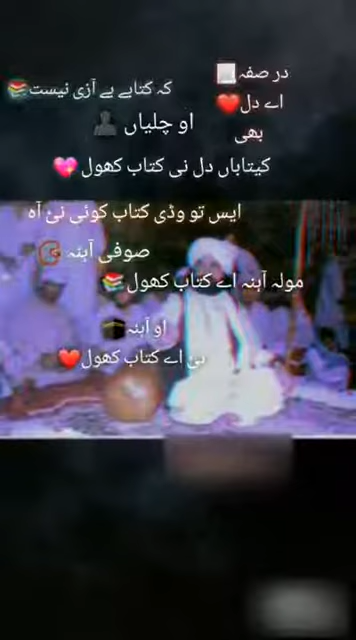 در صفہ📃
اے دل❤️
کہ کتابے بے آزی نیست📚
او چلیاں 👤
بھی
کیتاباں دل نی کتاب کھول 💖
ایس تو وڈی کتاب کوئی نئ آہ
صوفی آہنہ 📿
مولہ آہنہ اے کتاب کھول📚
او آہنہ 🕋
نئ اے کتاب کھول❤️